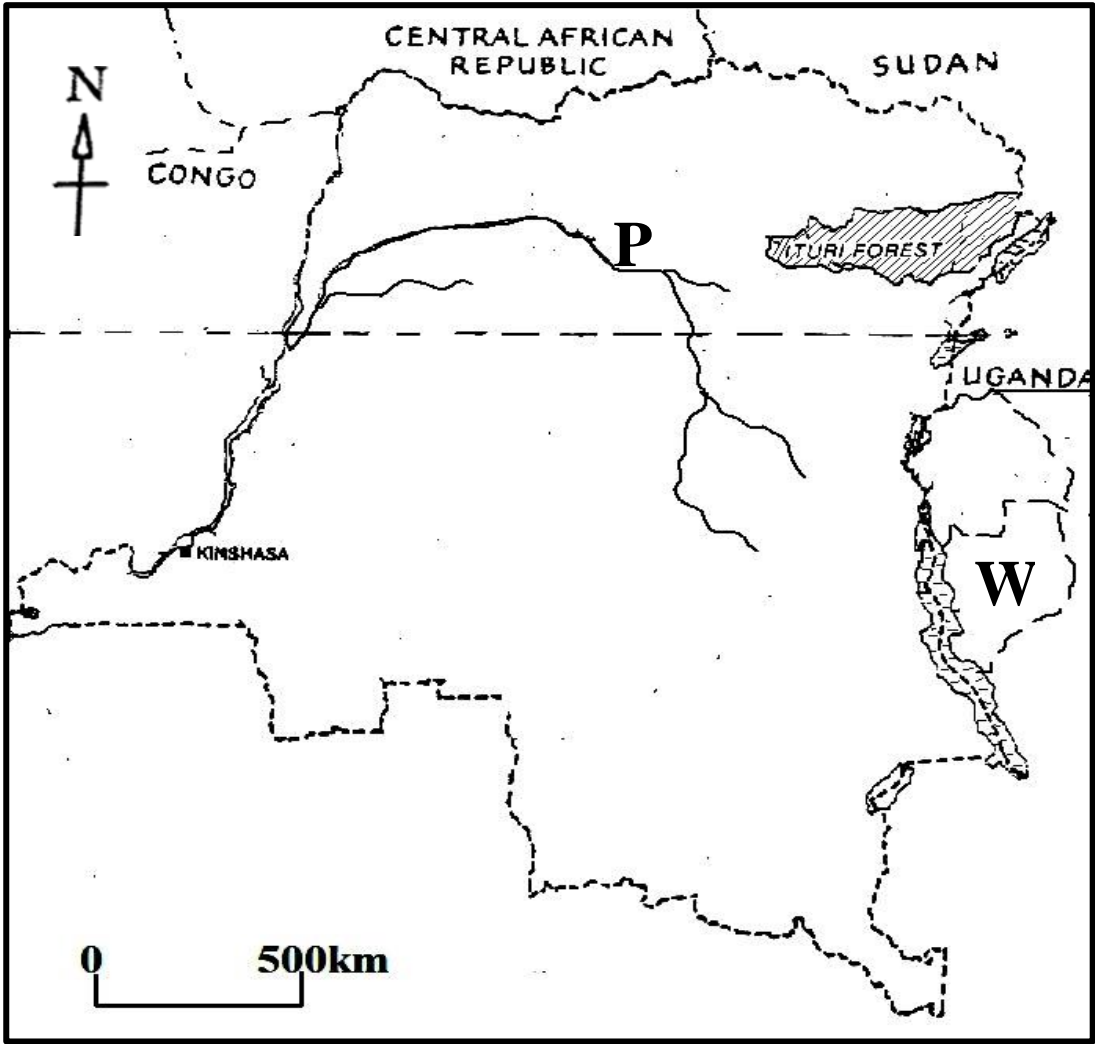 CENTRAL AFRICAN
REPUBLIC
SUDAN
N
CONGO
P
ITURI FOREST
UGANDA
KINSHASA
W
0 500km